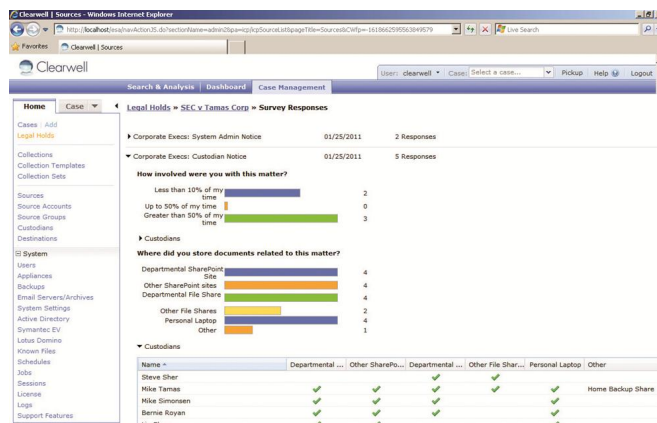 Clearwell | Sources - Windows Internet Explorer
http://localhost/esa/navActionJS.do?sectionName=admin2&pa=icp/icpSourceList&pageTitle=Sources&CWfp=-1618662595563849579
Live Search
Favorites Clearwell | Sources
Clearwell
User: clearwell Case: Select a case... Pickup Help Logout
Search & Analysis Dashboard Case Management
Home Case
Legal Holds » SEC v Tamas Corp » Survey Responses
Cases : Add
Legal Holds
Collections
Collection Templates
Collection Sets
Sources
Source Accounts
Source Groups
Custodians
Destinations
System
Users
Appliances
Backups
Email Servers/Archives
System Settings
Active Directory
Symantec EV
Lotus Domino
Known Files
Schedules
Jobs
Sessions
License
Logs
Support Features
Corporate Execs: System Admin Notice 01/25/2011 2 Responses
Corporate Execs: Custodian Notice 01/25/2011 5 Responses
How involved were you with this matter?
Less than 10% of my time 2
Up to 50% of my time 0
Greater than 50% of my time 3
Custodians
Where did you store documents related to this matter?
Departmental SharePoint Site 4
Other SharePoint sites 4
Departmental File Share 4
Other File Shares 2
Personal Laptop 4
Other 1
Custodians
Name Departmental ... Other SharePo... Departmental ... Other File Shar... Personal Laptop Other
Steve Sher
Mike Tamas Home Backup Share
Mike Simonsen
Bernie Royan